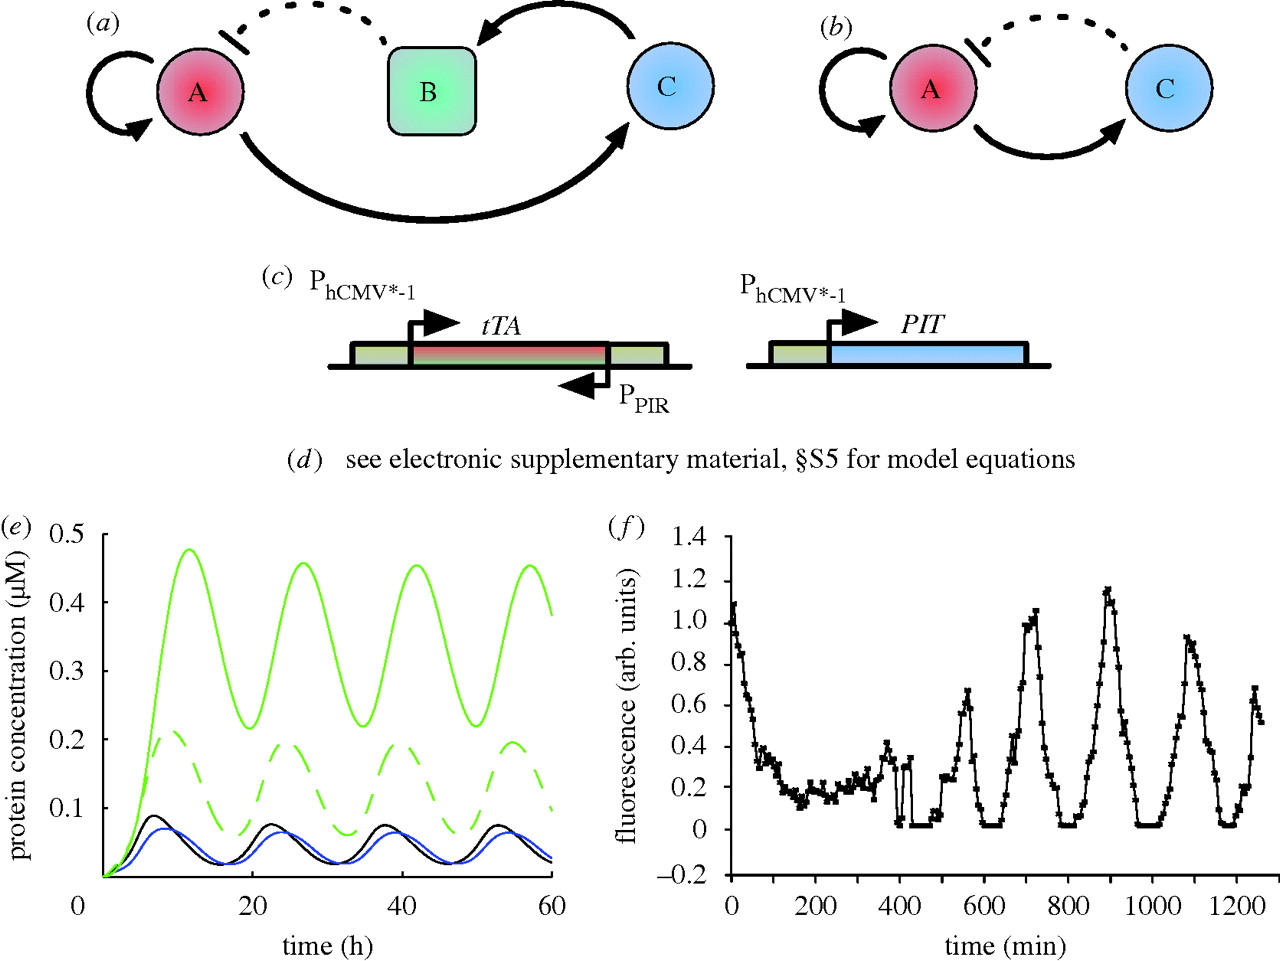 (a)
A
B
C
(b)
A
C
(c)
PhCMV*-1
tTA
PPIR
PhCMV*-1
PIT
(d) see electronic supplementary material, §S5 for model equations
(e)
protein concentration (µM)
0.5
0.4
0.3
0.2
0.1
0
20
40
60
time (h)
(f)
fluorescence (arb. units)
1.4
1.2
1.0
0.8
0.6
0.4
0.2
0
–0.2
0
200
400
600
800
1000
1200
time (min)